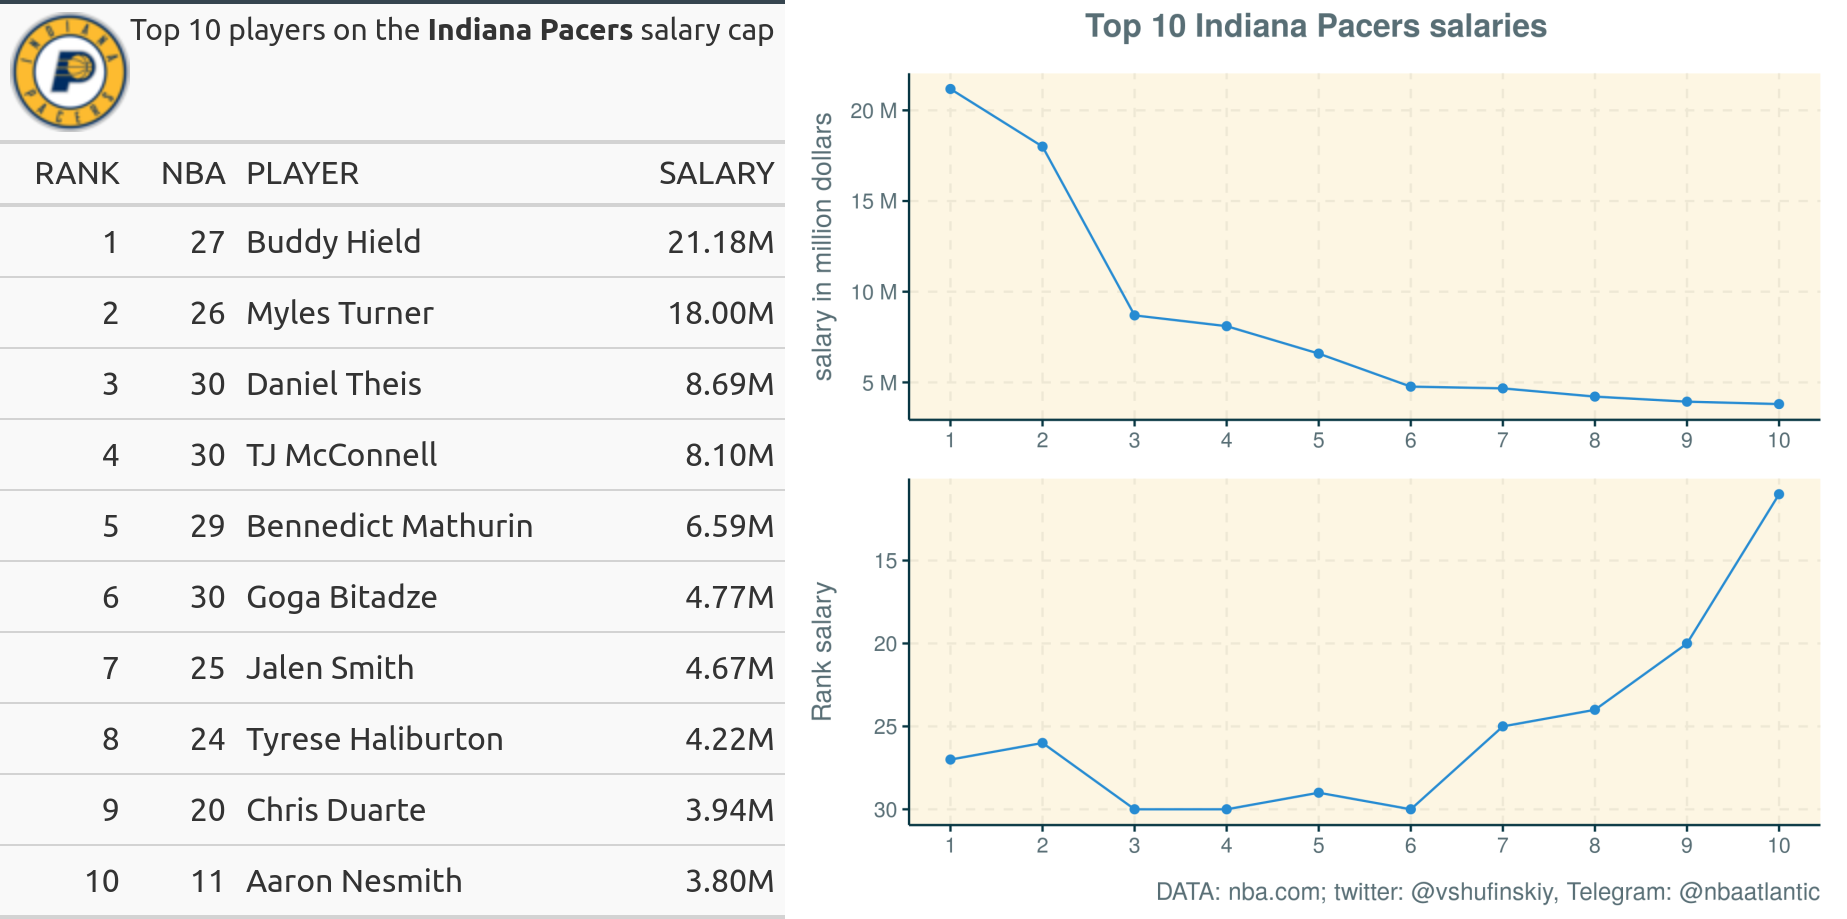 INDIANA
PACERS
Top 10 players on the Indiana Pacers salary cap
RANK NBA PLAYER SALARY
1 27 Buddy Hield 21.18M
2 26 Myles Turner 18.00M
3 30 Daniel Theis 8.69M
4 30 TJ McConnell 8.10M
5 29 Bennedict Mathurin 6.59M
6 30 Goga Bitadze 4.77M
7 25 Jalen Smith 4.67M
8 24 Tyrese Haliburton 4.22M
9 20 Chris Duarte 3.94M
10 11 Aaron Nesmith 3.80M
Top 10 Indiana Pacers salaries
salary in million dollars
20 M
15 M
10 M
5 M
1 2 3 4 5 6 7 8 9 10
Rank salary
15
20
25
30
1 2 3 4 5 6 7 8 9 10
DATA: nba.com; twitter: @vshufinskiy, Telegram: @nbaatlantic